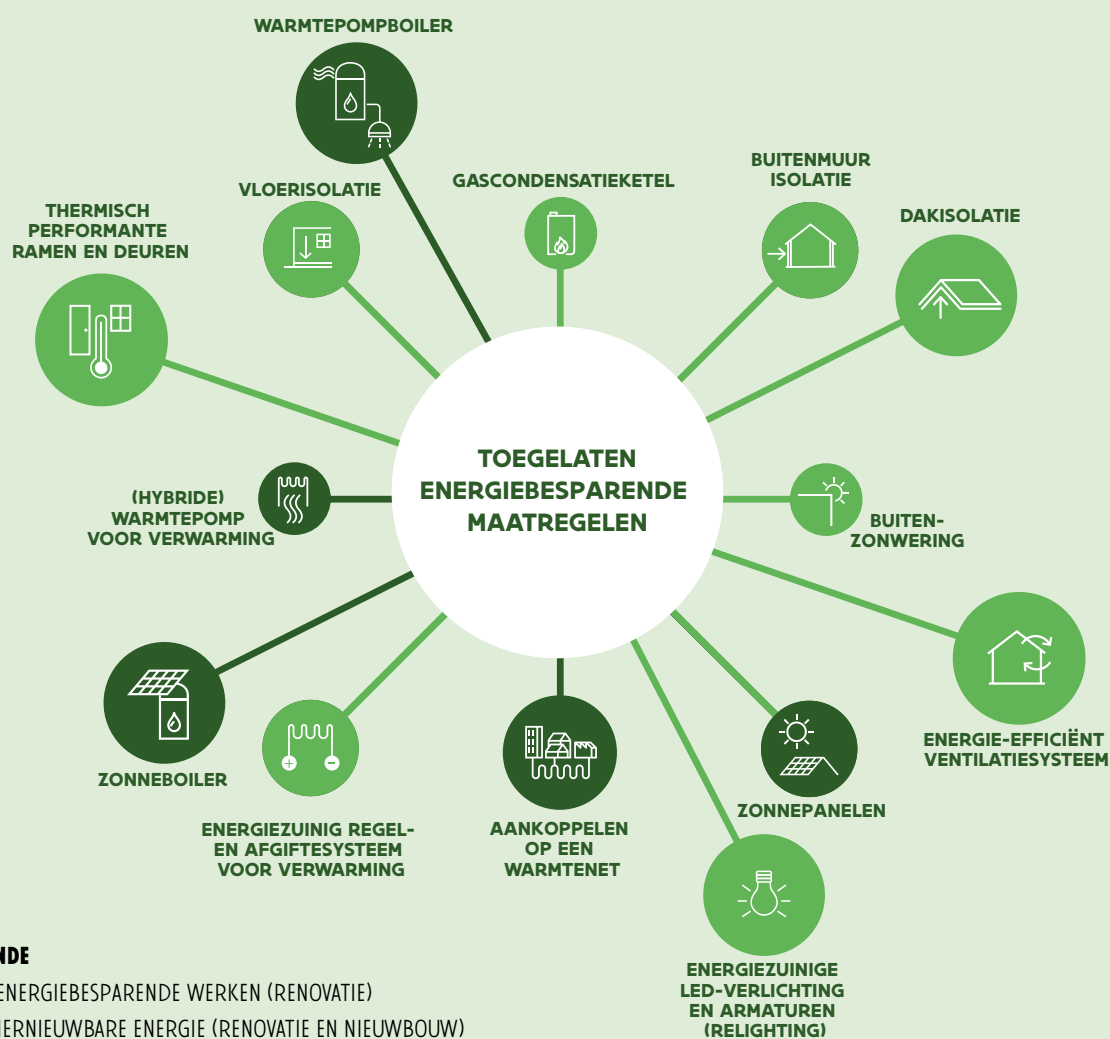 WARMTEPOMPBOILER
VLOERISOLATIE
GASCONDENSATIEKETEL
BUITENMUUR
ISOLATIE
DAKISOLATIE
THERMISCH
PERFORMANTE
RAMEN EN DEUREN
TOEGELATEN
ENERGIEBESPARENDE
MAATREGELEN
(HYBRIDE)
WARMTEPOMP
VOOR VERWARMING
BUITEN-
ZONWERING
ZONNEBOILER
ENERGIEZUINIG REGEL-
EN AFGIFTESYSTEEM
VOOR VERWARMING
AANKOPPELEN
OP EEN
WARMTENET
ZONNEPANELEN
ENERGIE-EFFICIËNT
VENTILATIESYSTEEM
ENERGIEZUINIGE
LED-VERLICHTING
EN ARMATUREN
(RELIGHTING)
ENERGIEBESPARENDE WERKEN (RENOVATIE)
ENERGIE (RENOVATIE EN NIEUWBOUW)